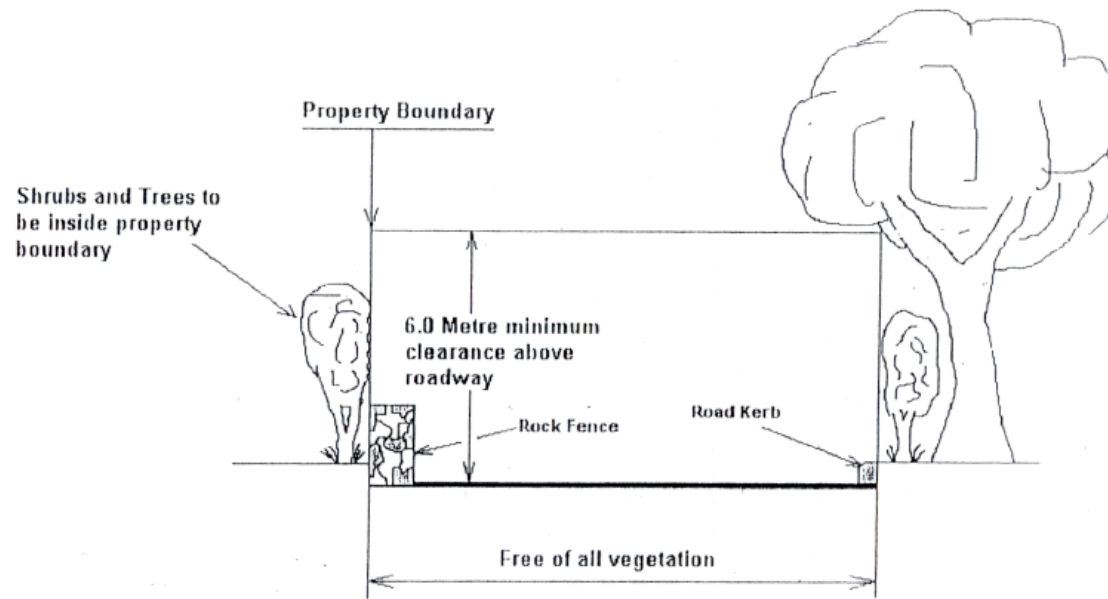 Property Boundary
Shrubs and Trees to
be inside property
boundary
6.0 Metre minimum
clearance above
roadway
Rock Fence
Road Kerb
Free of all vegetation